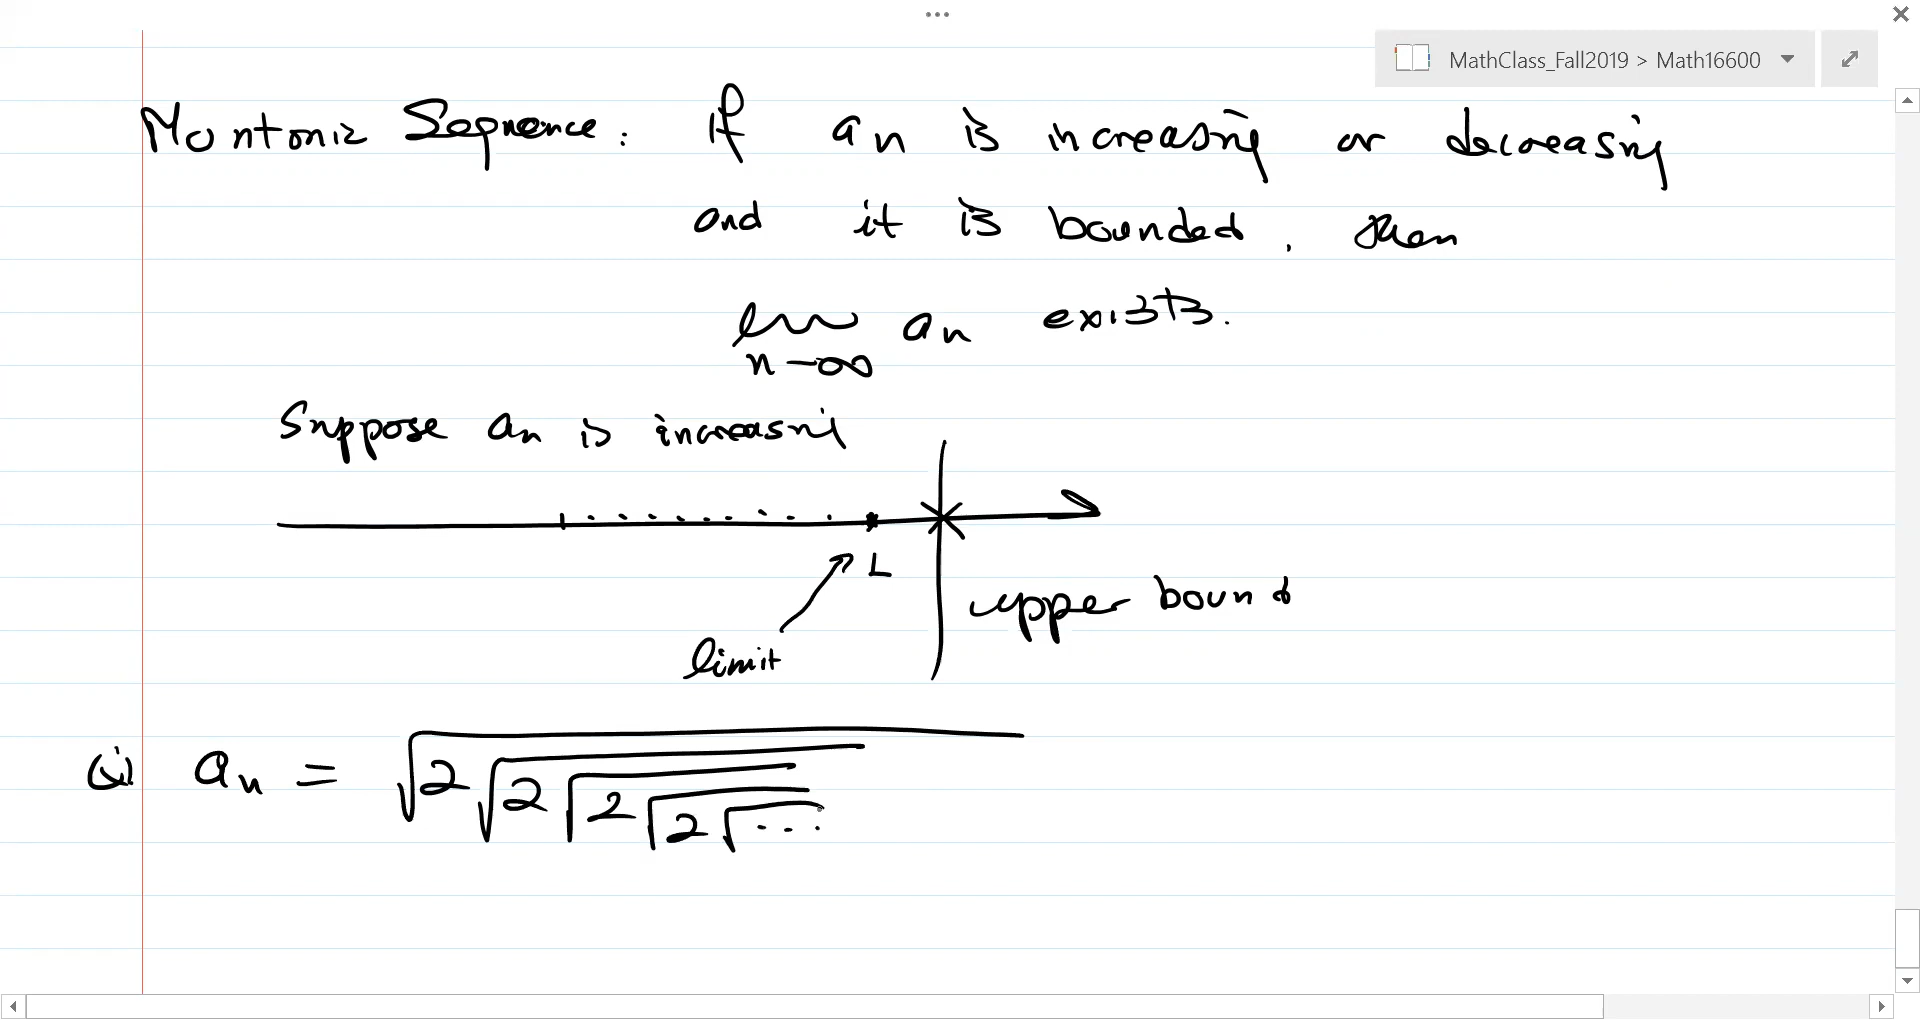 MathClass_Fall2019 > Math16600
Montonic Sequence: If an is increasing or decreasing
and it is bounded, then
lim an exists.
n→∞
Suppose an is increasing
L
upper bound
limit
(i) an = √2√2√2√2√...